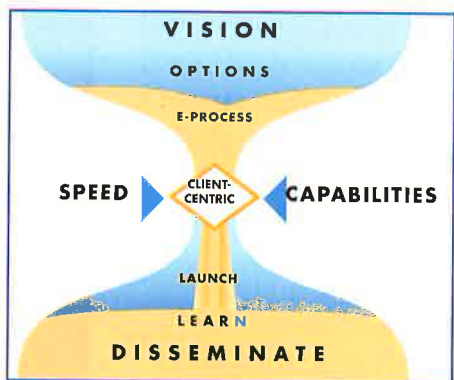 VISION
OPTIONS
E-PROCESS
CLIENT-
CENTRIC
SPEED
CAPABILITIES
LAUNCH
LEARN
DISSEMINATE